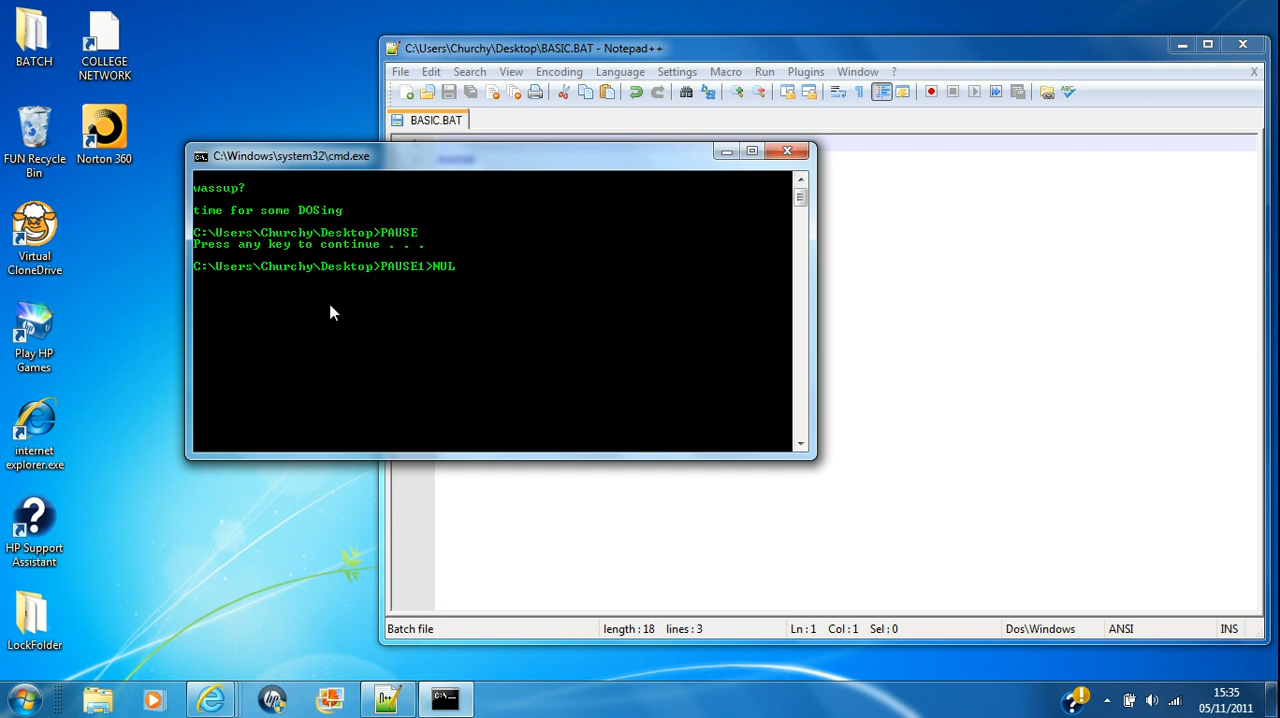 BATCH
COLLEGE
NETWORK
FUN Recycle
Bin
Norton 360
Virtual
CloneDrive
Play HP
Games
internet
explorer.exe
HP Support
Assistant
LockFolder
C:\Users\Churchy\Desktop\BASIC.BAT - Notepad++
File Edit Search View Encoding Language Settings Macro Run Plugins Window ? X
BASIC.BAT
C:\Windows\system32\cmd.exe
wassup?
time for some DOSing
C:\Users\Churchy\Desktop>PAUSE
Press any key to continue . . .
C:\Users\Churchy\Desktop>PAUSE1>NUL
Batch file length : 18 lines : 3 Ln : 1 Col : 1 Sel : 0 Dos\Windows ANSI INS
15:35
05/11/2011